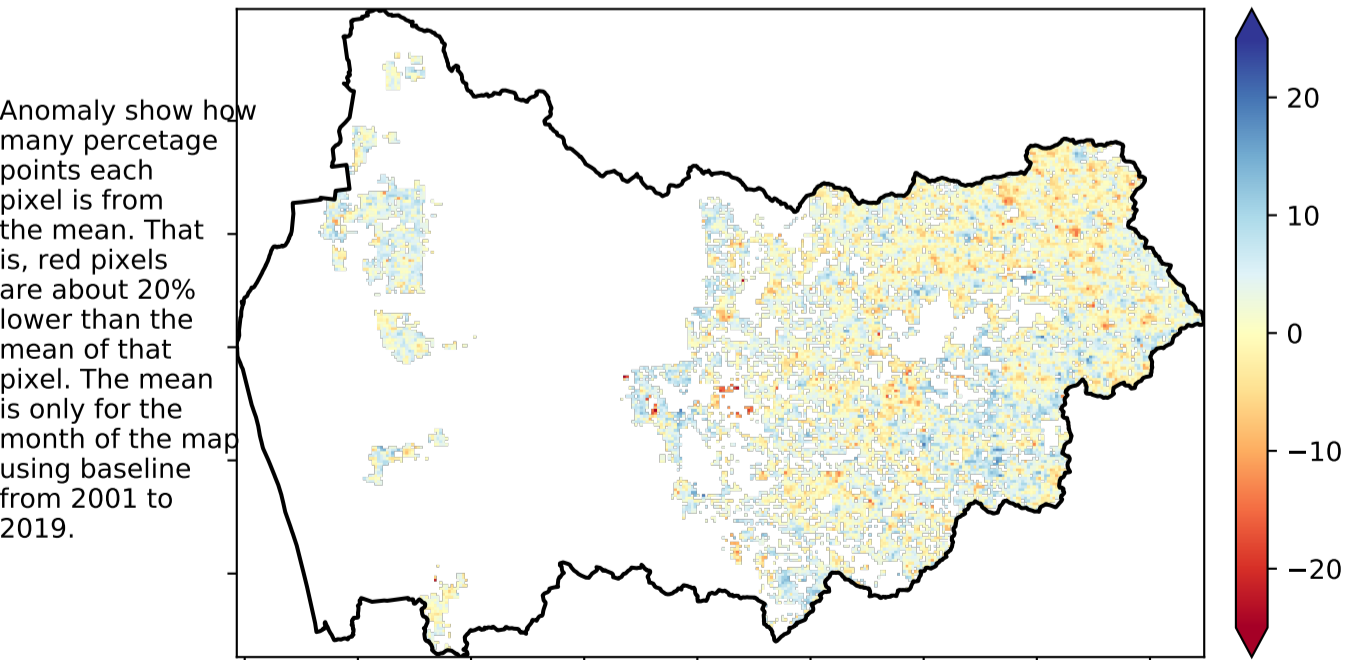 Anomaly show how
many percetage
points each
pixel is from
the mean. That
is, red pixels
are about 20%
lower than the
mean of that
pixel. The mean
is only for the
month of the map
using baseline
from 2001 to
2019.
20
10
0
−10
−20